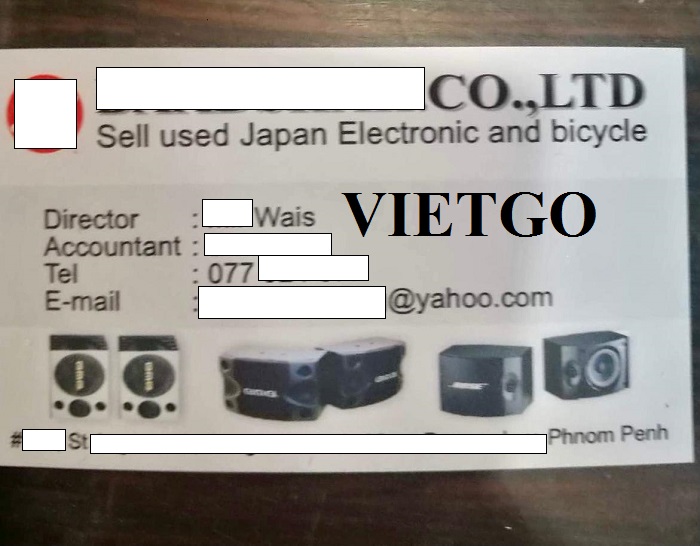 CO.,LTD
Sell used Japan Electronic and bicycle
Director : Wais
VIETGO
Accountant :
Tel : 077
E-mail : @yahoo.com
BOSE
# St Phnom Penh